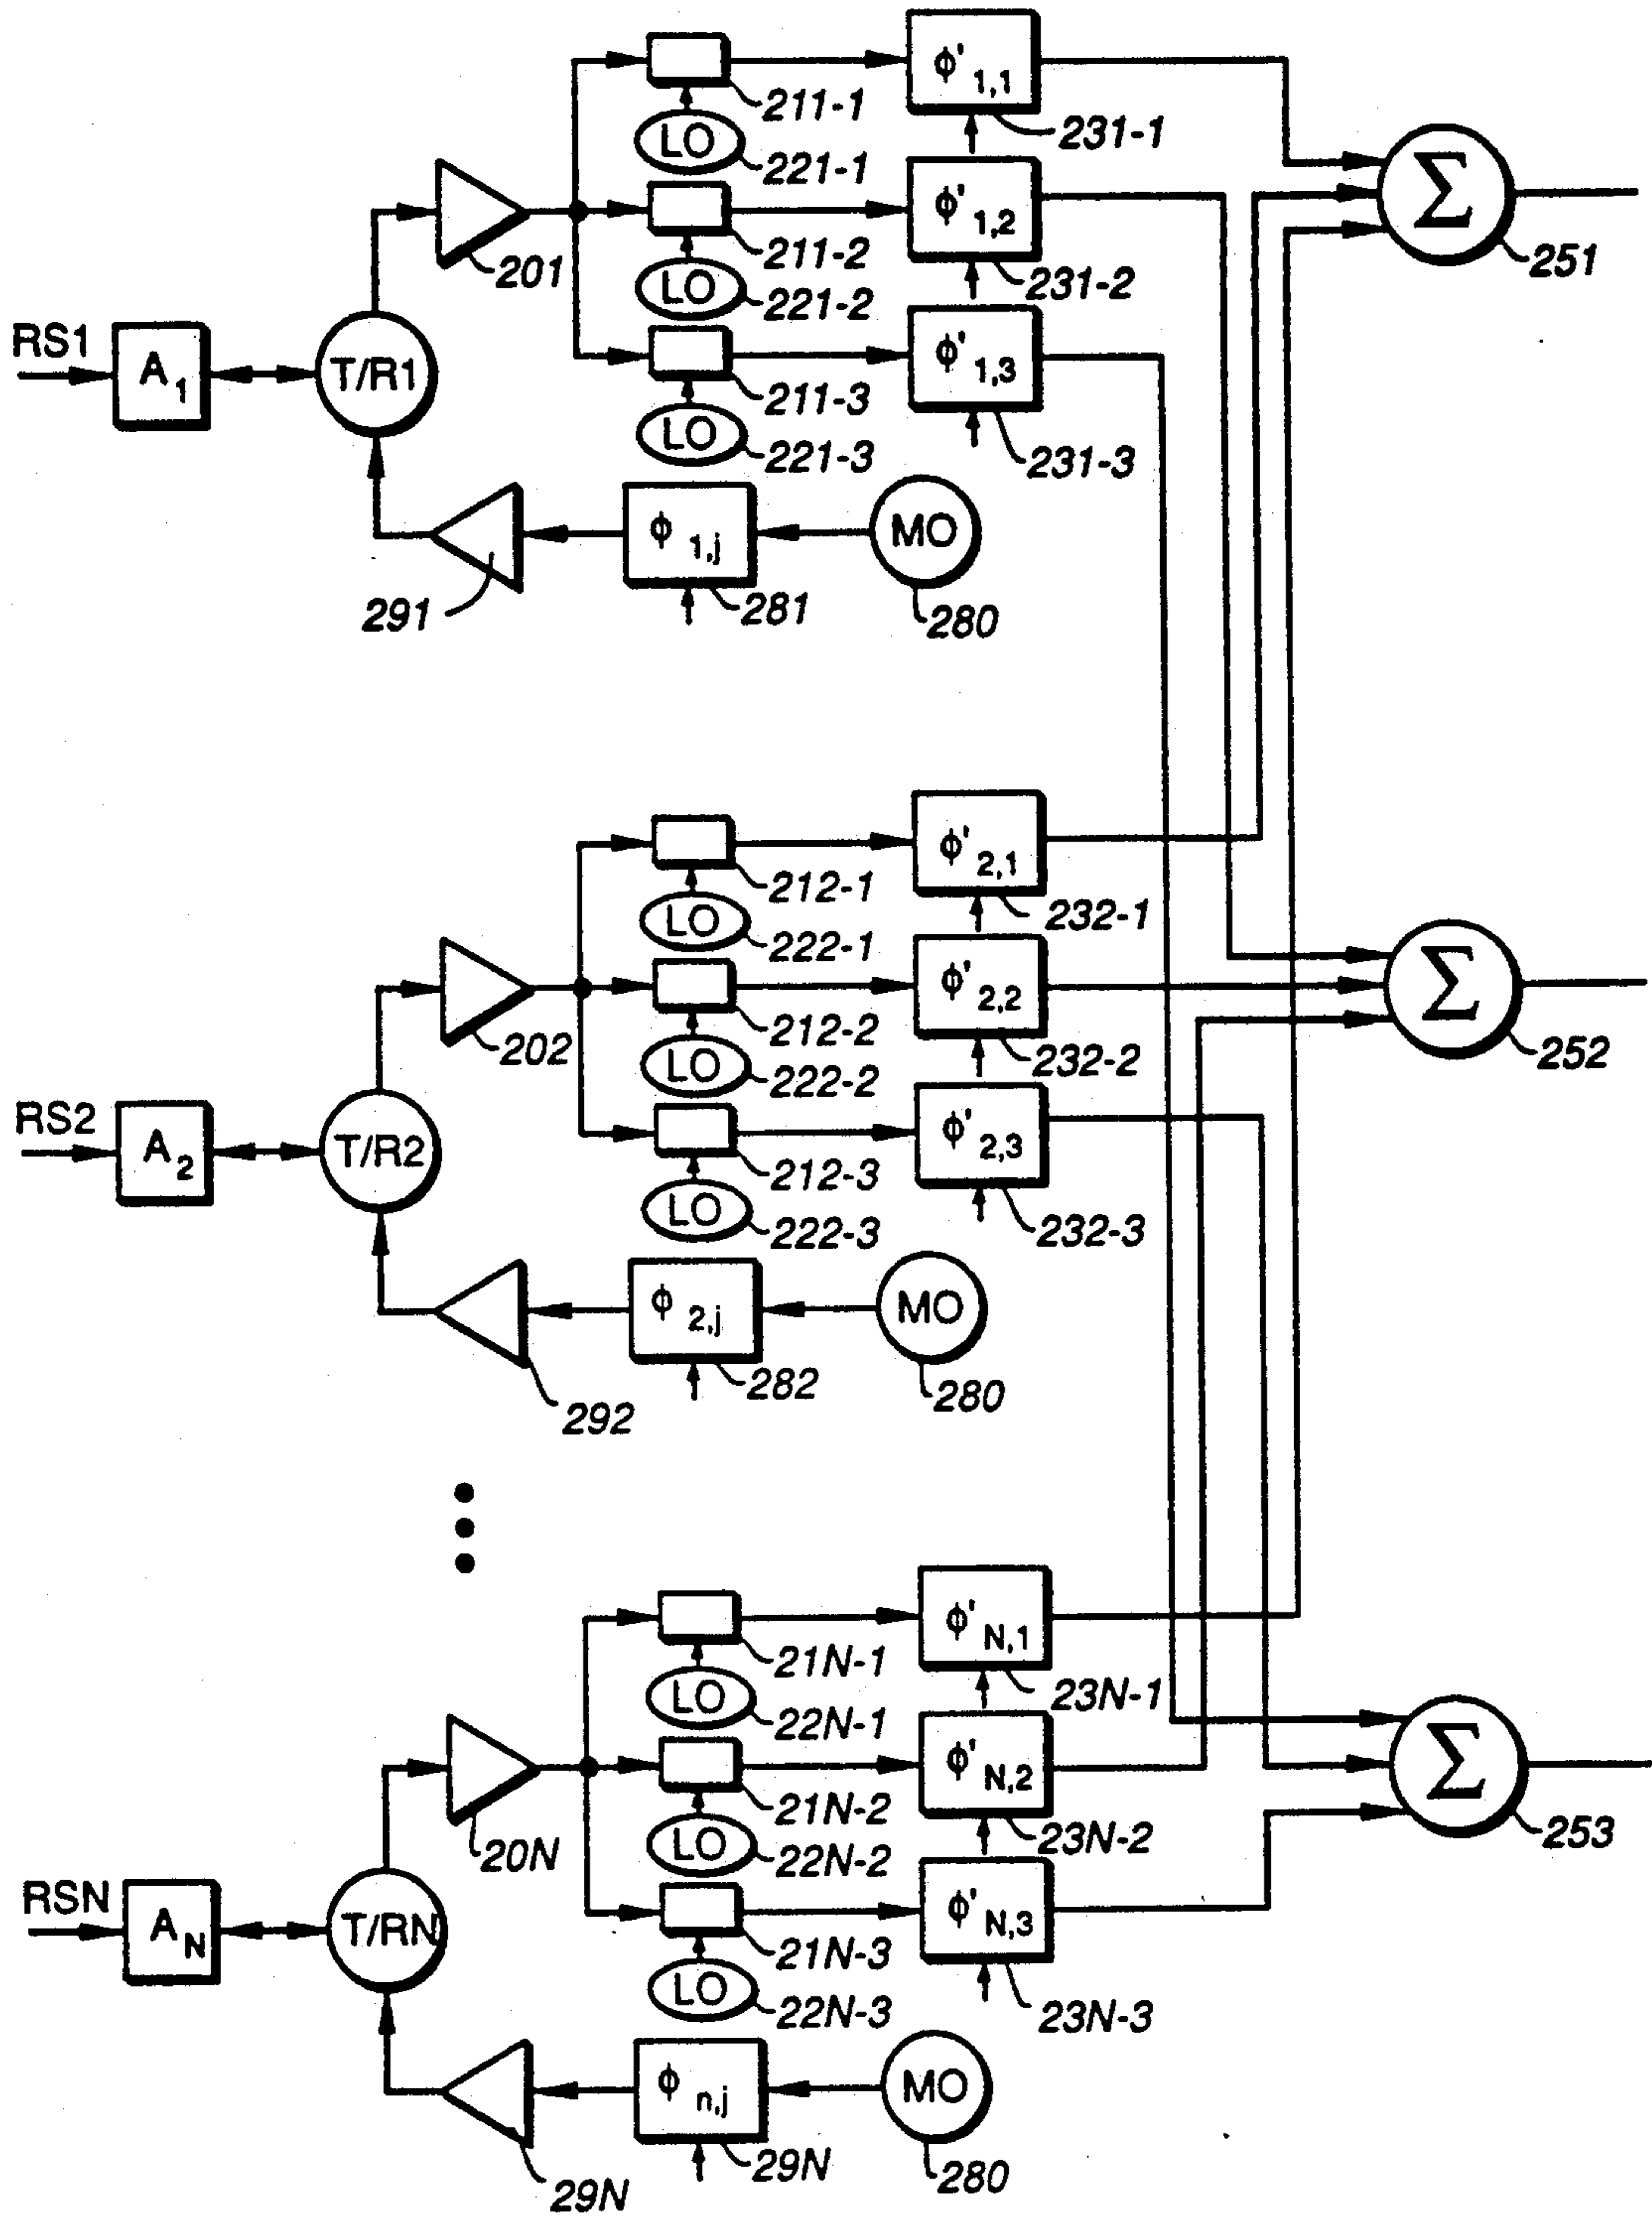 φ' 1,1
211-1
231-1
LO
221-1
Σ
φ' 1,2
201
211-2
231-2
251
LO
221-2
RS1
A 1
T/R1
φ' 1,3
211-3
231-3
LO
221-3
φ 1,j
MO
291
281
280
φ' 2,1
212-1
232-1
LO
222-1
Σ
φ' 2,2
202
212-2
232-2
252
LO
222-2
RS2
A 2
T/R2
φ' 2,3
212-3
232-3
LO
222-3
φ 2,j
MO
292
282
280
φ' N,1
21N-1
23N-1
LO
22N-1
Σ
φ' N,2
20N
21N-2
23N-2
253
LO
22N-2
RSN
A N
T/RN
φ' N,3
21N-3
23N-3
LO
22N-3
φ n,j
MO
29N
29N
280